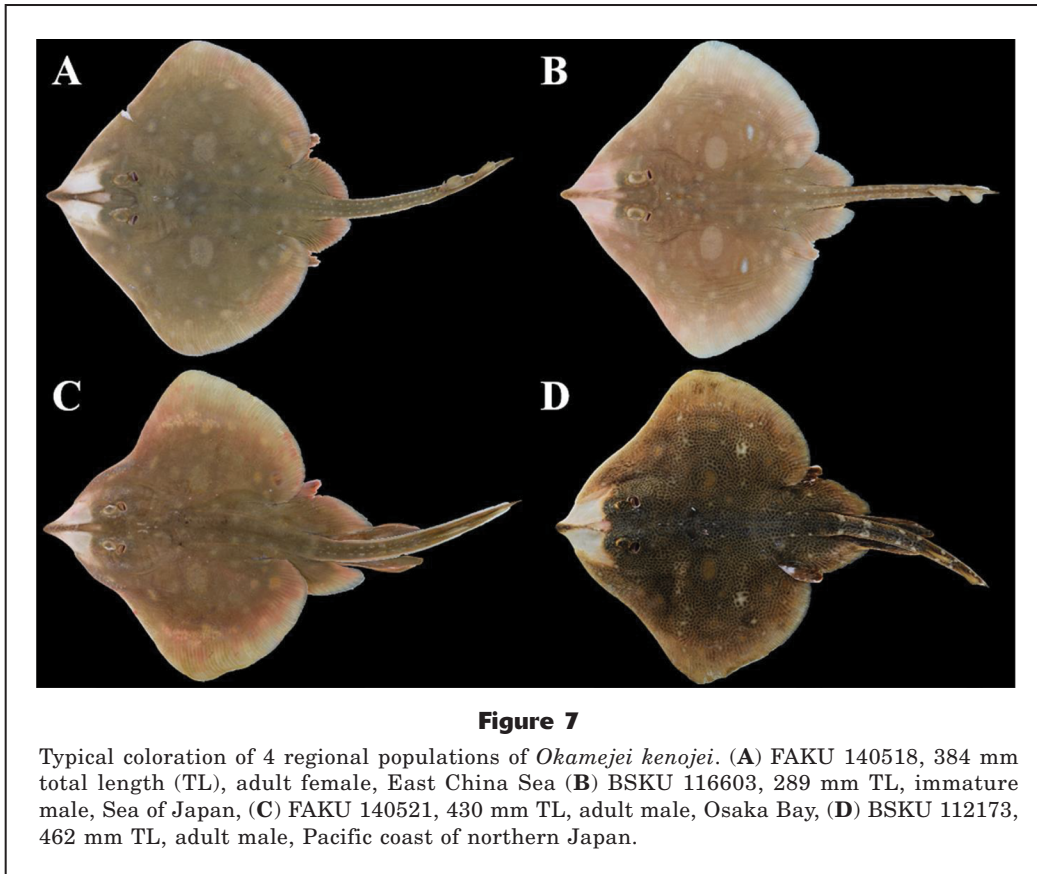 A
B
C
D
Figure 7
Typical coloration of 4 regional populations of Okamejei kenojei. (A) FAKU 140518, 384 mm
total length (TL), adult female, East China Sea (B) BSKU 116603, 289 mm TL, immature
male, Sea of Japan, (C) FAKU 140521, 430 mm TL, adult male, Osaka Bay, (D) BSKU 112173,
462 mm TL, adult male, Pacific coast of northern Japan.